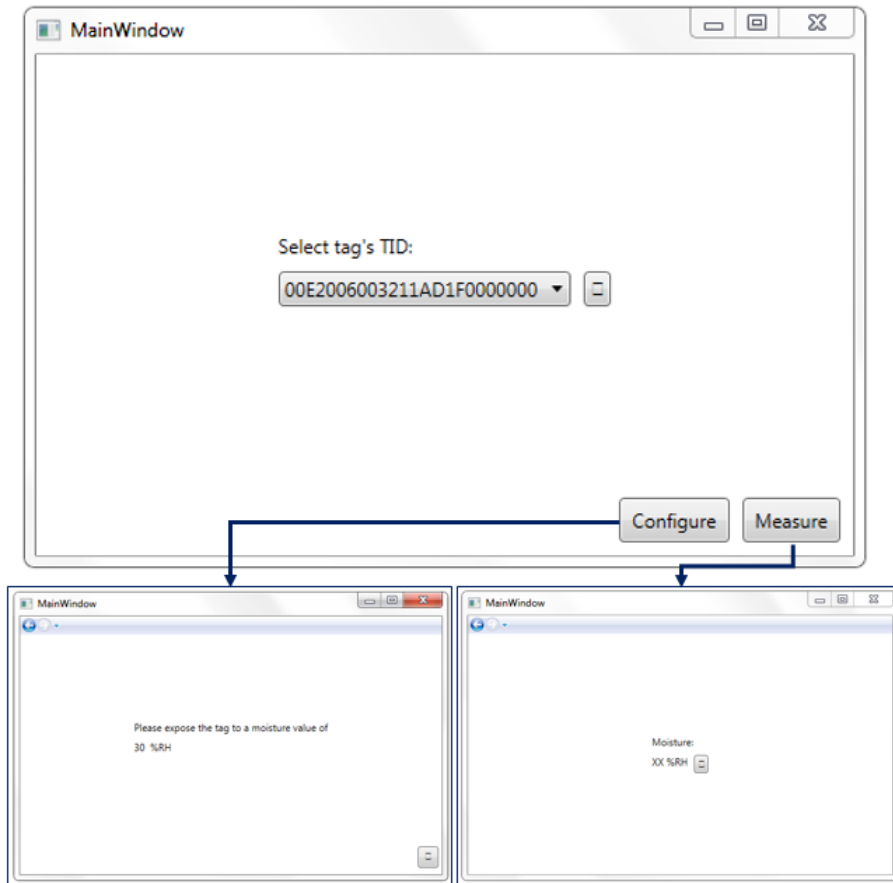 MainWindow
Select tag's TID:
00E2006003211AD1F0000000
Configure
Measure
MainWindow
Please expose the tag to a moisture value of
30 %RH
MainWindow
Moisture:
XX %RH